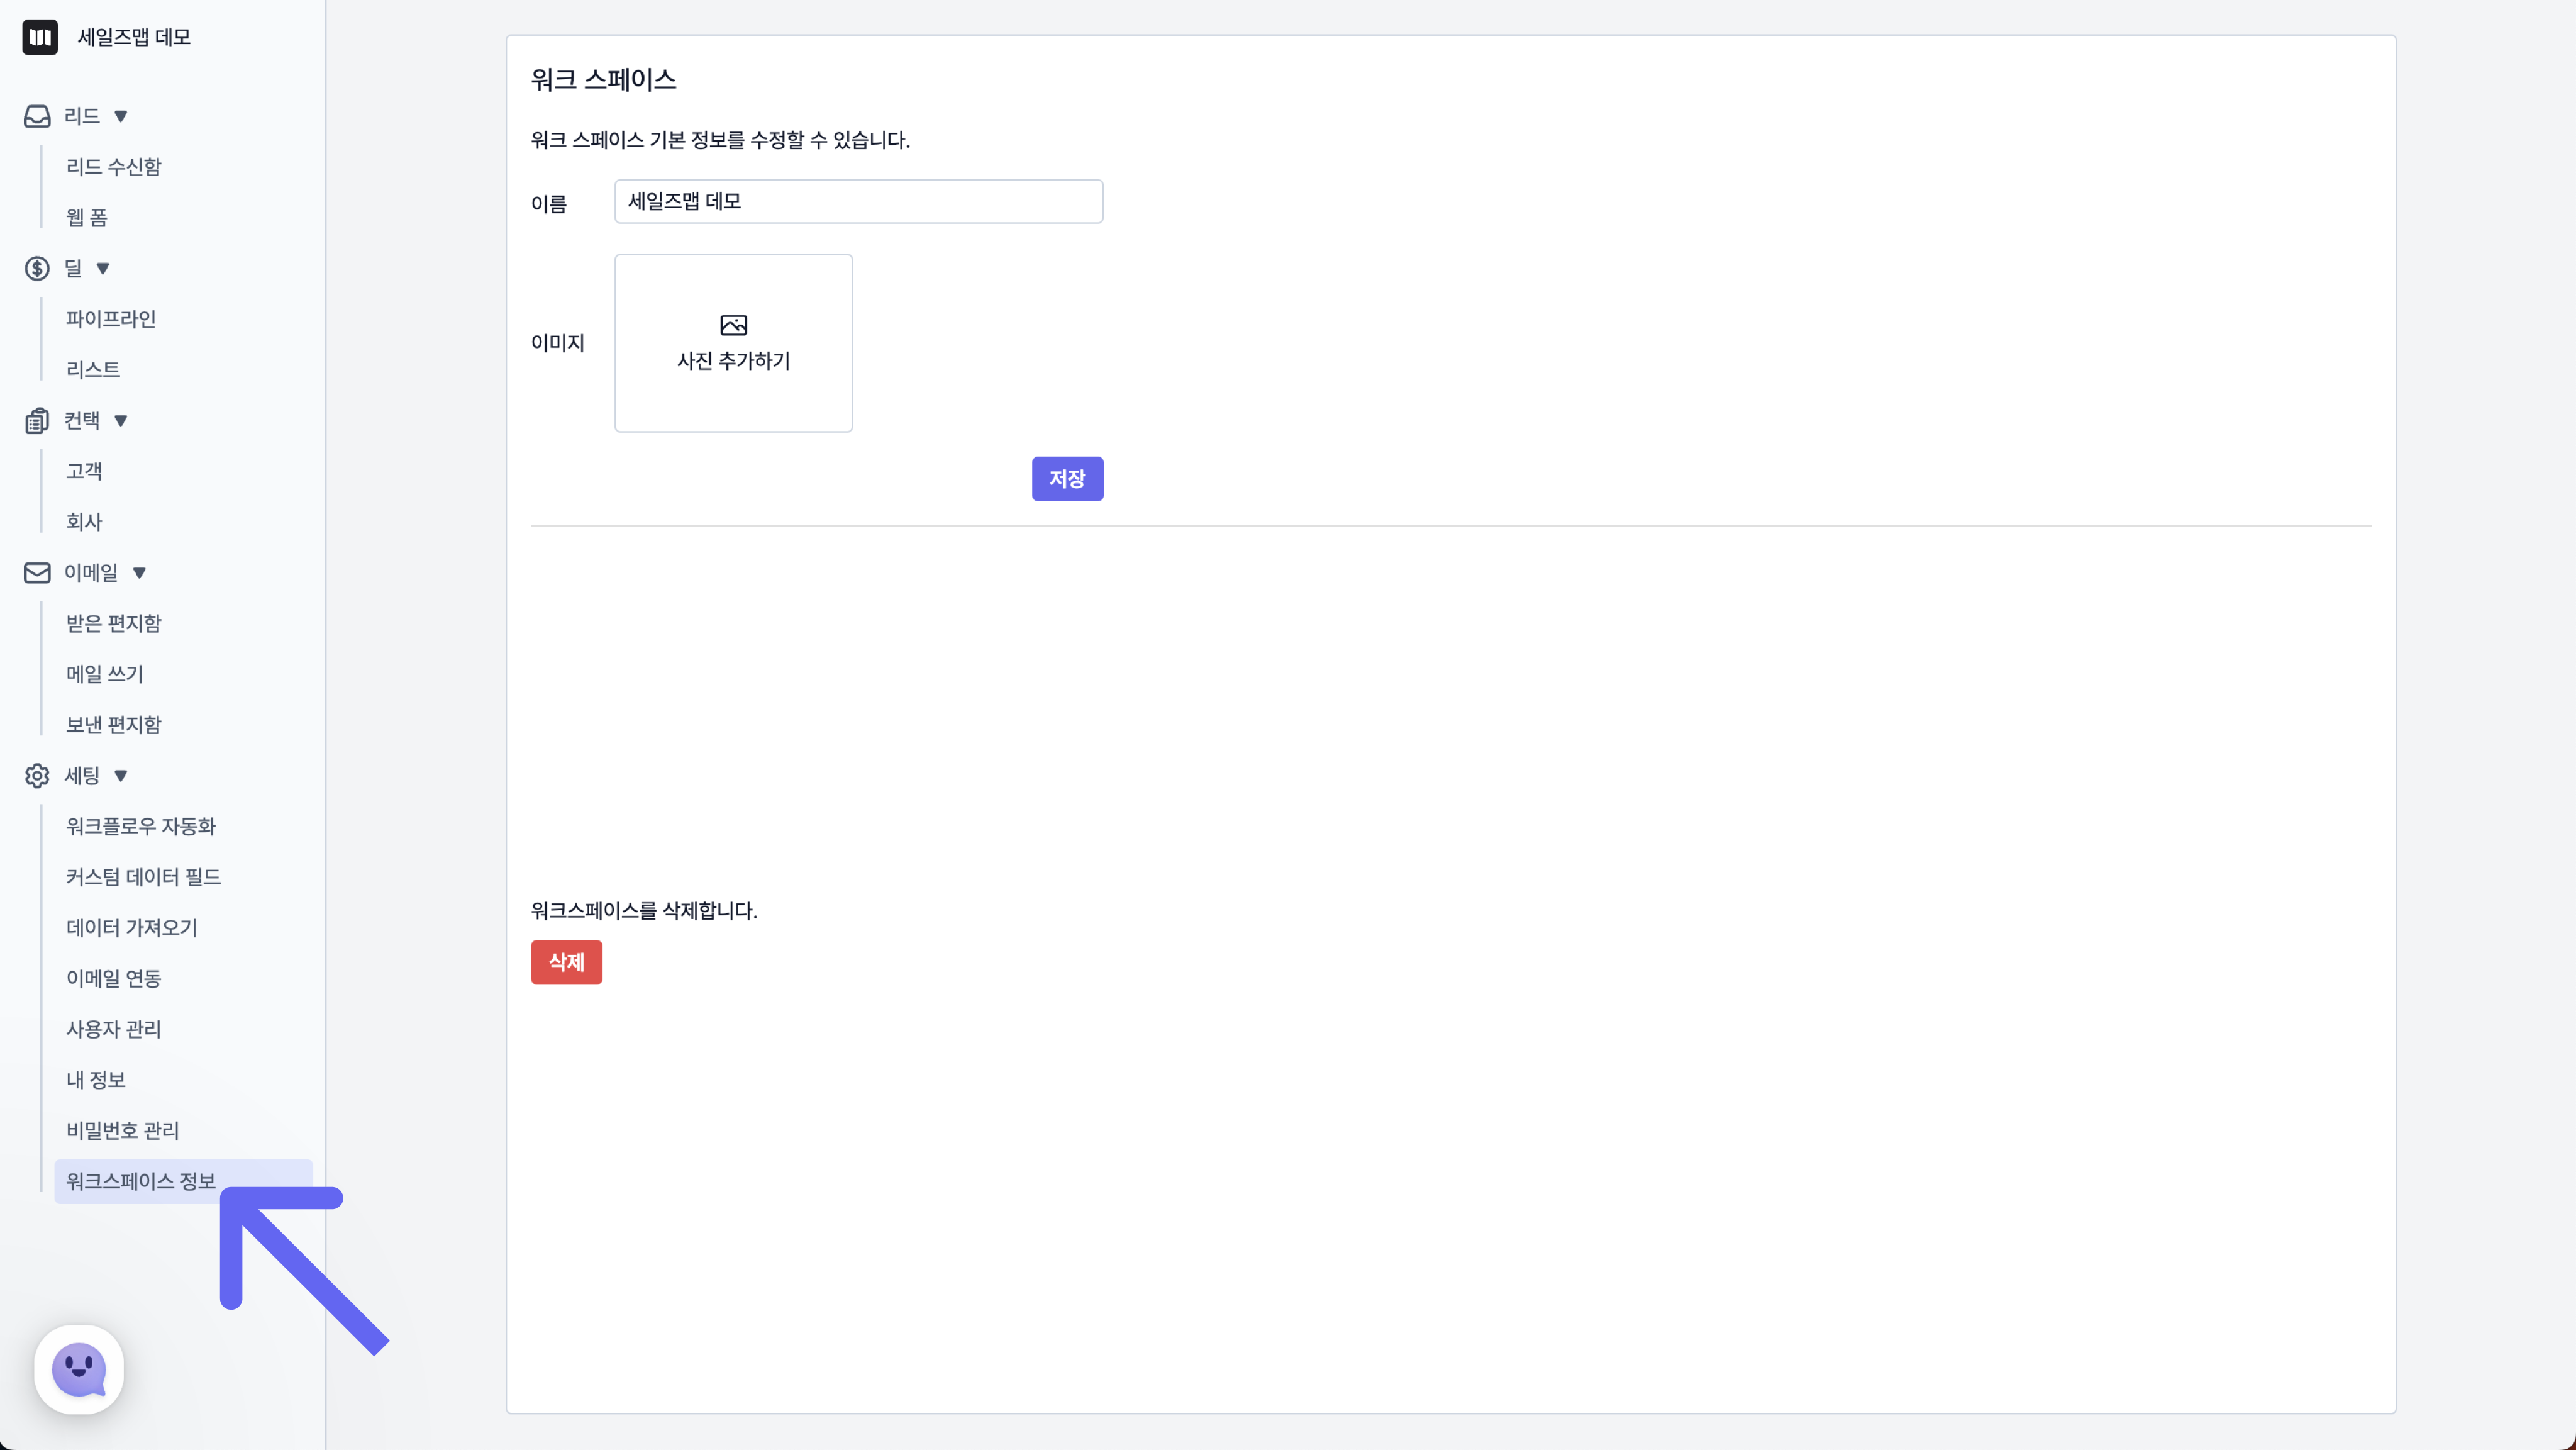 세일즈맵 데모
리드 ▼
리드 수신함
웹 폼
딜 ▼
파이프라인
리스트
컨택 ▼
고객
회사
이메일 ▼
받은 편지함
메일 쓰기
보낸 편지함
세팅 ▼
워크플로우 자동화
커스텀 데이터 필드
데이터 가져오기
이메일 연동
사용자 관리
내 정보
비밀번호 관리
워크스페이스 정보
워크 스페이스
워크 스페이스 기본 정보를 수정할 수 있습니다.
이름 세일즈맵 데모
이미지
사진 추가하기
저장
워크스페이스를 삭제합니다.
삭제